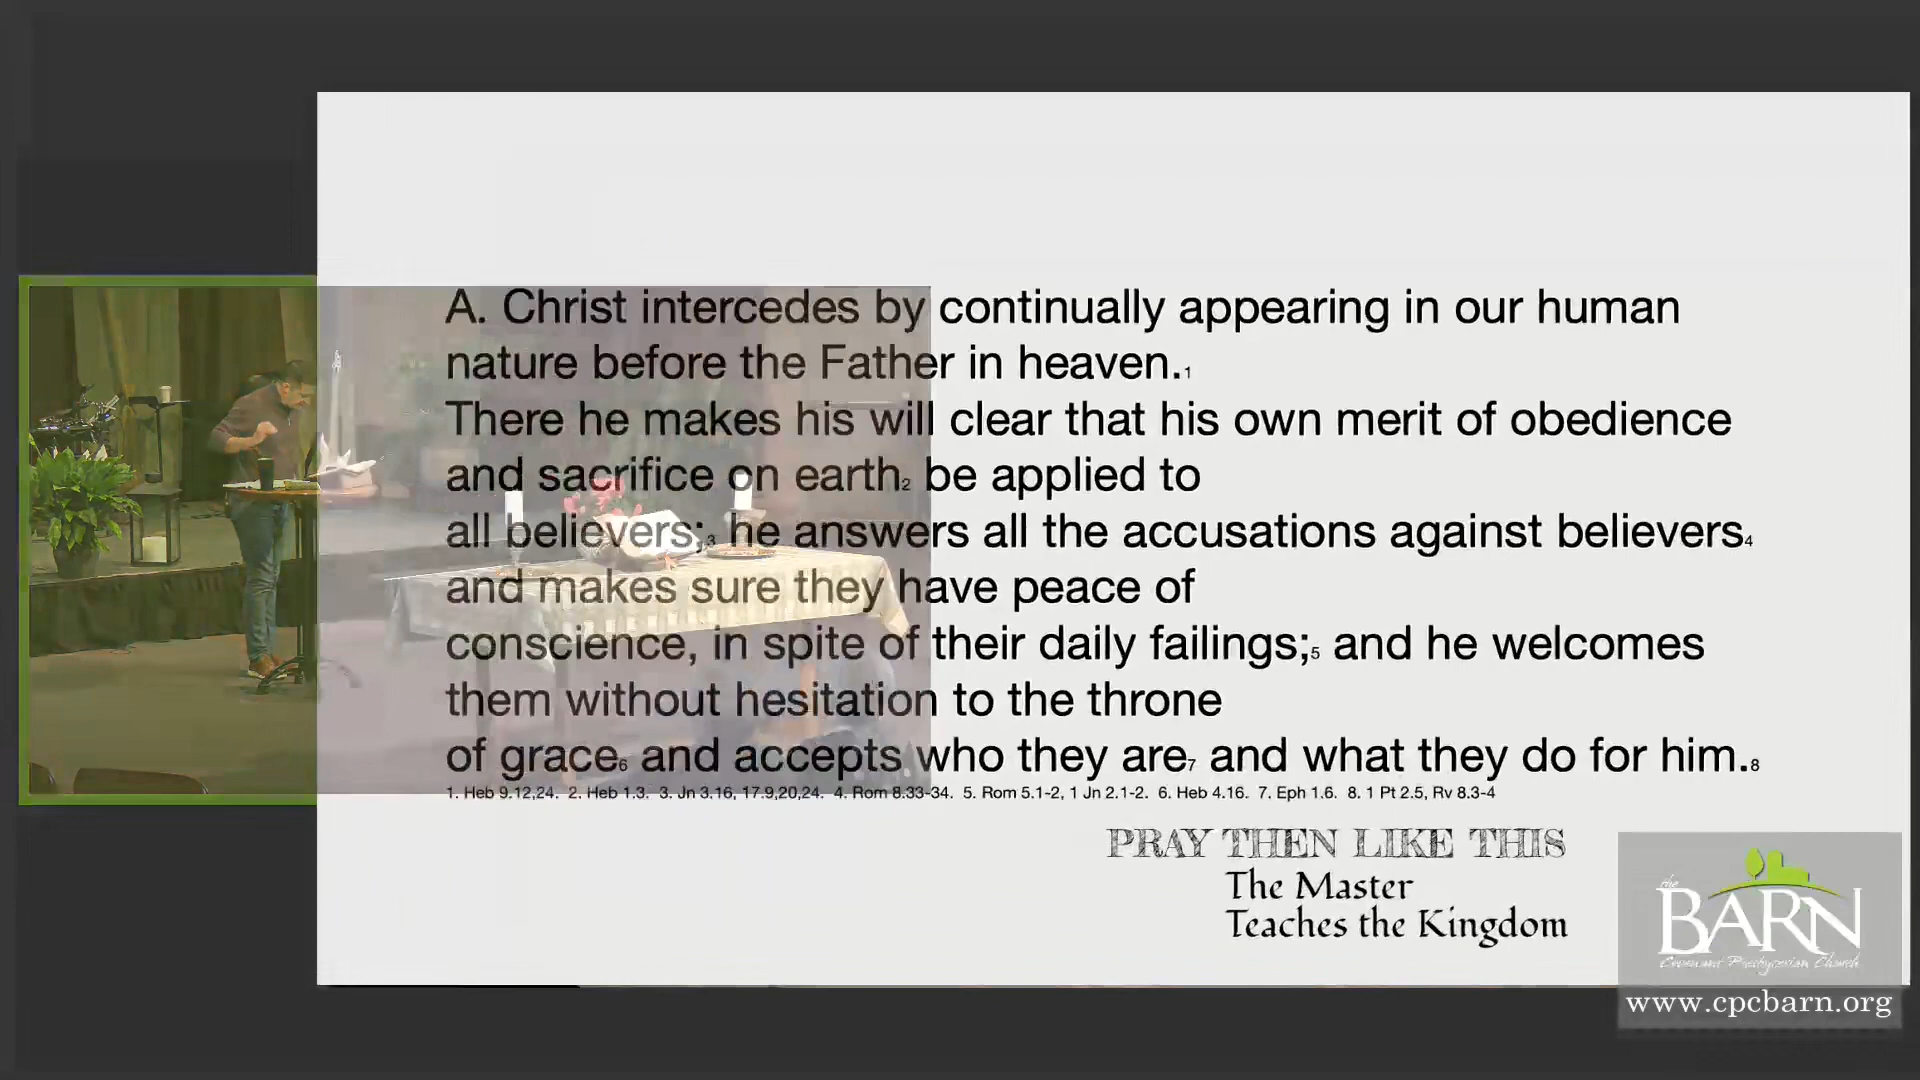 A. Christ intercedes by continually appearing in our human
nature before the Father in heaven.1
There he makes his will clear that his own merit of obedience
and sacrifice on earth2 be applied to
all believers;3 he answers all the accusations against believers4
and makes sure they have peace of
conscience, in spite of their daily failings;5 and he welcomes
them without hesitation to the throne
of grace6 and accepts who they are7 and what they do for him.8
1. Heb 9.12,24. 2. Heb 1.3. 3. Jn 3.16, 17.9,20,24. 4. Rom 8.33-34. 5. Rom 5.1-2, 1 Jn 2.1-2. 6. Heb 4.16. 7. Eph 1.6. 8. 1 Pt 2.5, Rv 8.3-4
PRAY THEN LIKE THIS
The Master
Teaches the Kingdom
the
BARN
Covenant Presbyterian Church
www.cpcbarn.org